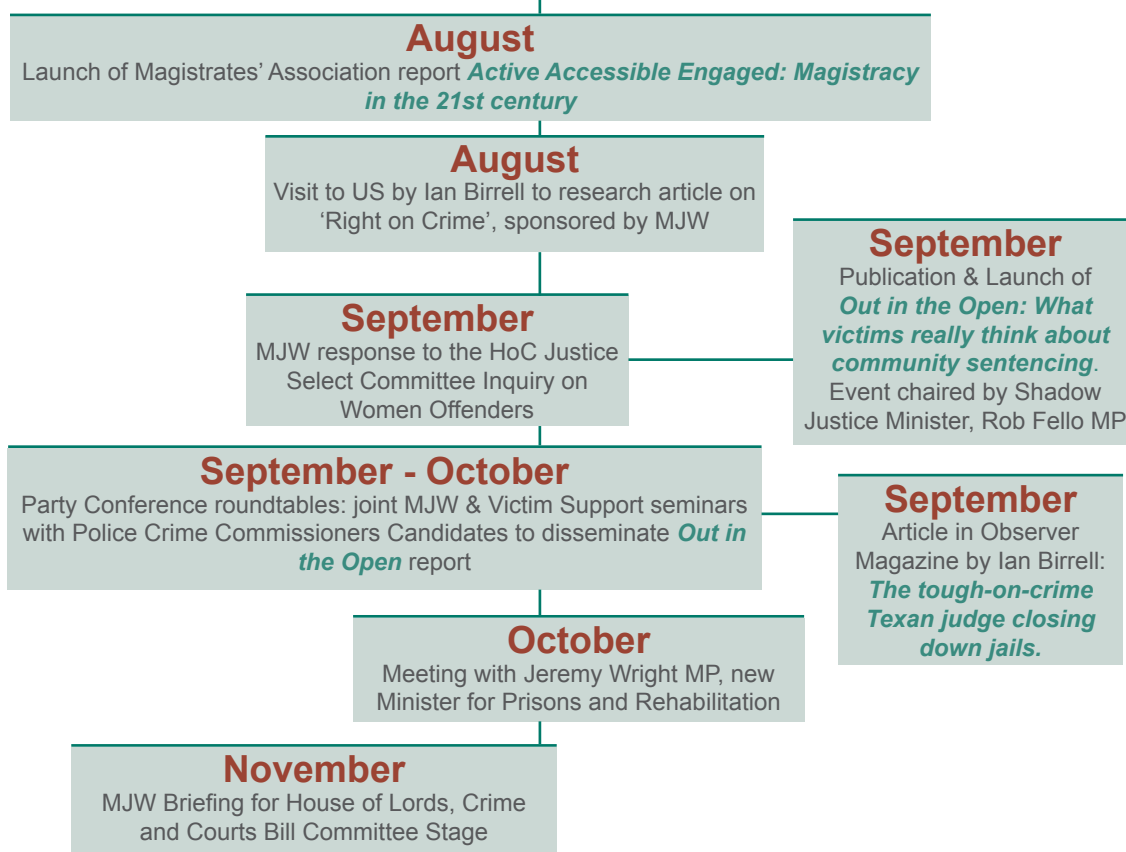 August
Launch of Magistrates' Association report Active Accessible Engaged: Magistracy
in the 21st century
August
Visit to US by Ian Birrell to research article on
‘Right on Crime’, sponsored by MJW
September
Publication & Launch of
Out in the Open: What
victims really think about
community sentencing.
Event chaired by Shadow
Justice Minister, Rob Fello MP
September
MJW response to the HoC Justice
Select Committee Inquiry on
Women Offenders
September - October
Party Conference roundtables: joint MJW & Victim Support seminars
with Police Crime Commissioners Candidates to disseminate Out in
the Open report
September
Article in Observer
Magazine by Ian Birrell:
The tough-on-crime
Texan judge closing
down jails.
October
Meeting with Jeremy Wright MP, new
Minister for Prisons and Rehabilitation
November
MJW Briefing for House of Lords, Crime
and Courts Bill Committee Stage